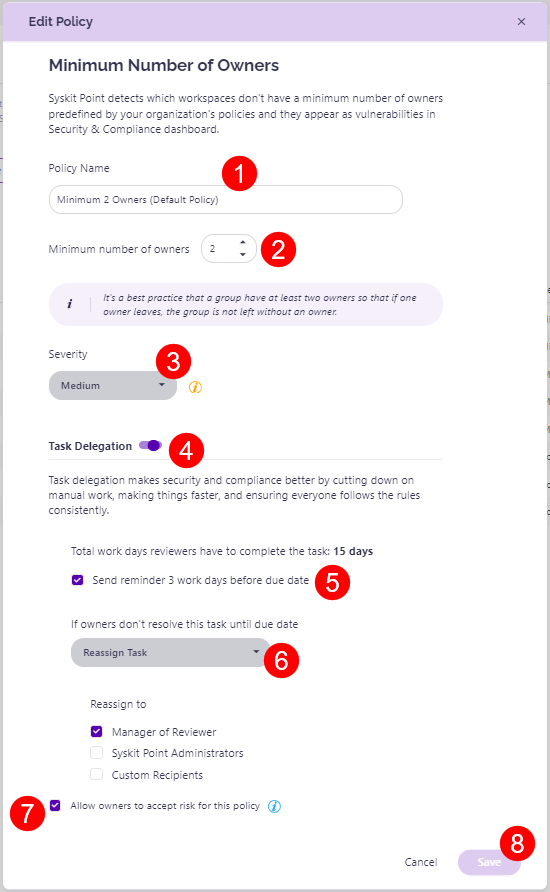 Edit Policy
×
Minimum Number of Owners
Syskit Point detects which workspaces don't have a minimum number of owners
predefined by your organization's policies and they appear as vulnerabilities in
Security & Compliance dashboard.
Policy Name
1
Minimum 2 Owners (Default Policy)
Minimum number of owners
2
2
i
It's a best practice that a group have at least two owners so that if one
owner leaves, the group is not left without an owner.
Severity
3
Medium
i
Task Delegation
4
Task delegation makes security and compliance better by cutting down on
manual work, making things faster, and ensuring everyone follows the rules
consistently.
Total work days reviewers have to complete the task: 15 days
Send reminder 3 work days before due date
5
If owners don't resolve this task until due date
Reassign Task
6
Reassign to
Manager of Reviewer
Syskit Point Administrators
Custom Recipients
7
Allow owners to accept risk for this policy
i
8
Cancel
Save